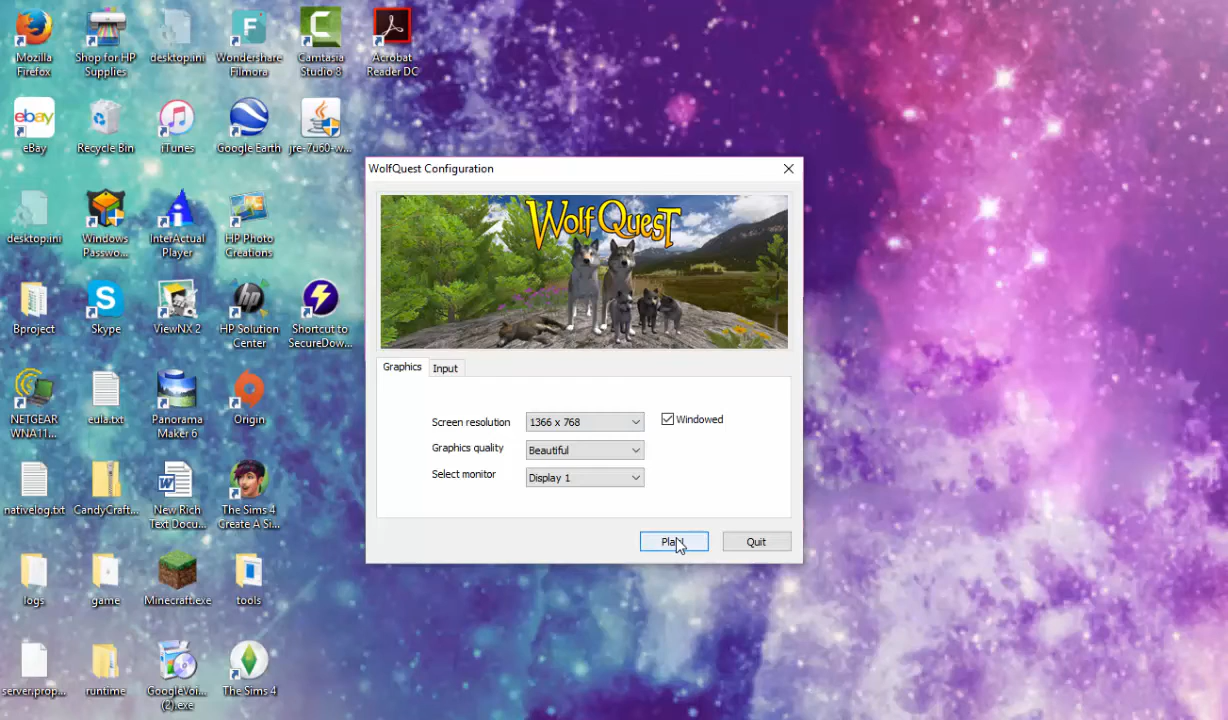 Mozilla
Firefox
Shop for HP
Supplies
desktop.ini
Wondershare
Filmora
Camtasia
Studio 8
Acrobat
Reader DC
ebay
eBay
Recycle Bin
iTunes
Google Earth
jre-7u60-w...
desktop.ini
Windows
Passwo...
InterActual
Player
HP Photo
Creations
Bproject
Skype
ViewNX 2
HP Solution
Center
Shortcut to
SecureDow...
NETGEAR
WNA11...
eula.txt
Panorama
Maker 6
Origin
nativelog.txt
CandyCraft...
New Rich
Text Docu...
The Sims 4
Create A Si...
logs
game
Minecraft.exe
tools
server.prop...
runtime
GoogleVoi...
(2).exe
The Sims 4
WolfQuest Configuration
WolfQuest
Graphics
Input
Screen resolution
1366 x 768
Windowed
Graphics quality
Beautiful
Select monitor
Display 1
Quit